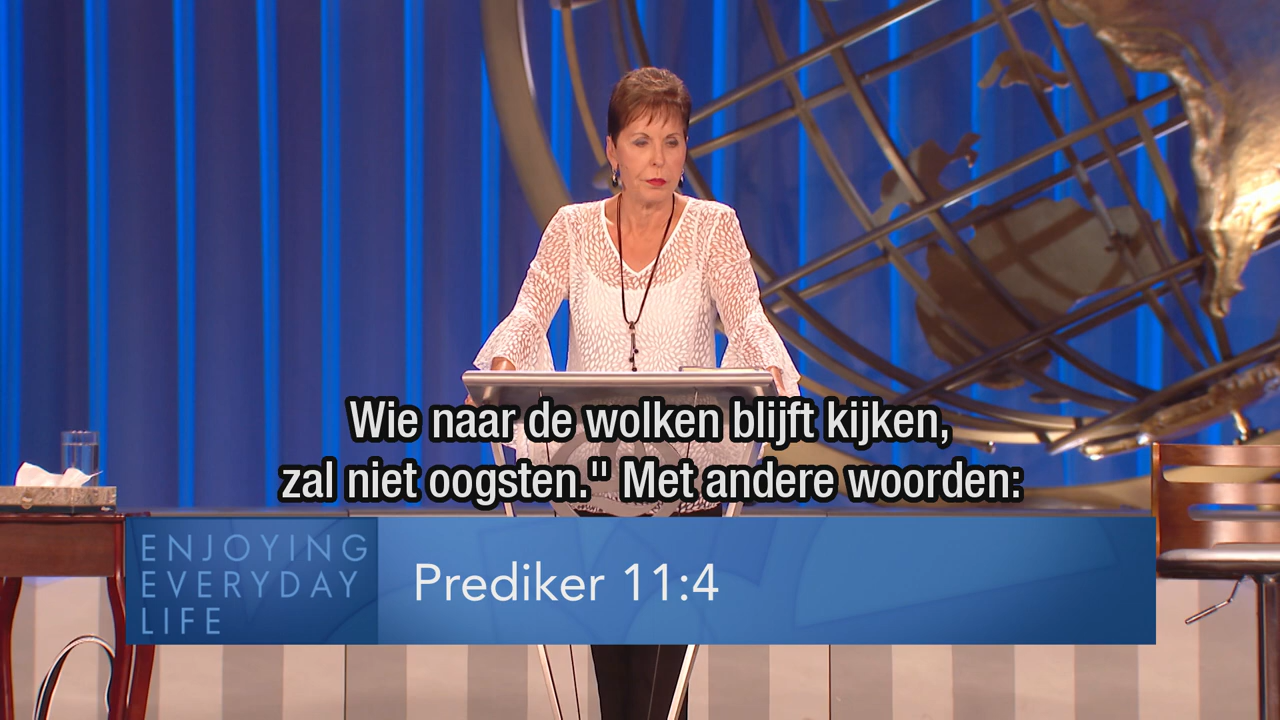 Wie naar de wolken blijft kijken,
zal niet oogsten." Met andere woorden:
ENJOYING
EVERYDAY
LIFE
Prediker 11:4